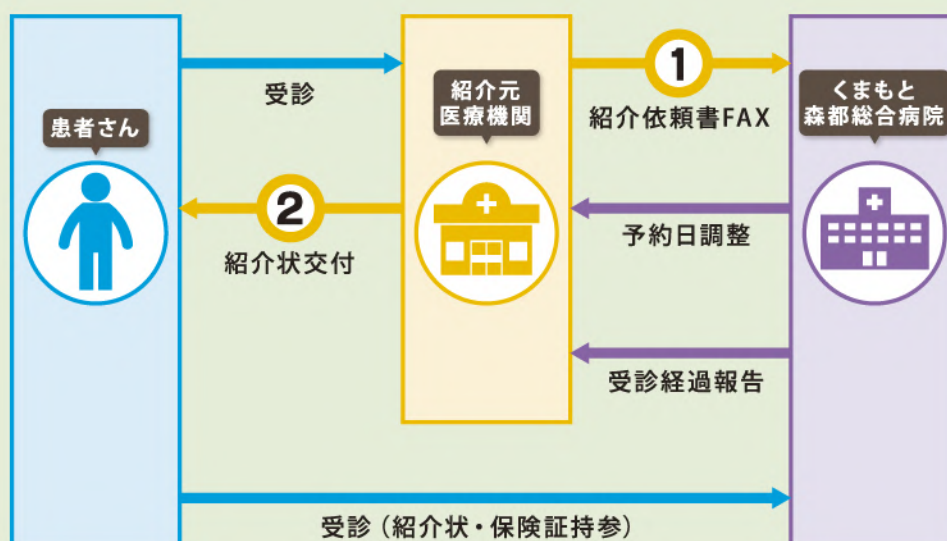 患者さん
受診
紹介元
医療機関
1
紹介依頼書FAX
くまもと
森都総合病院
2
紹介状交付
予約日調整
受診経過報告
受診(紹介状・保険証持参)